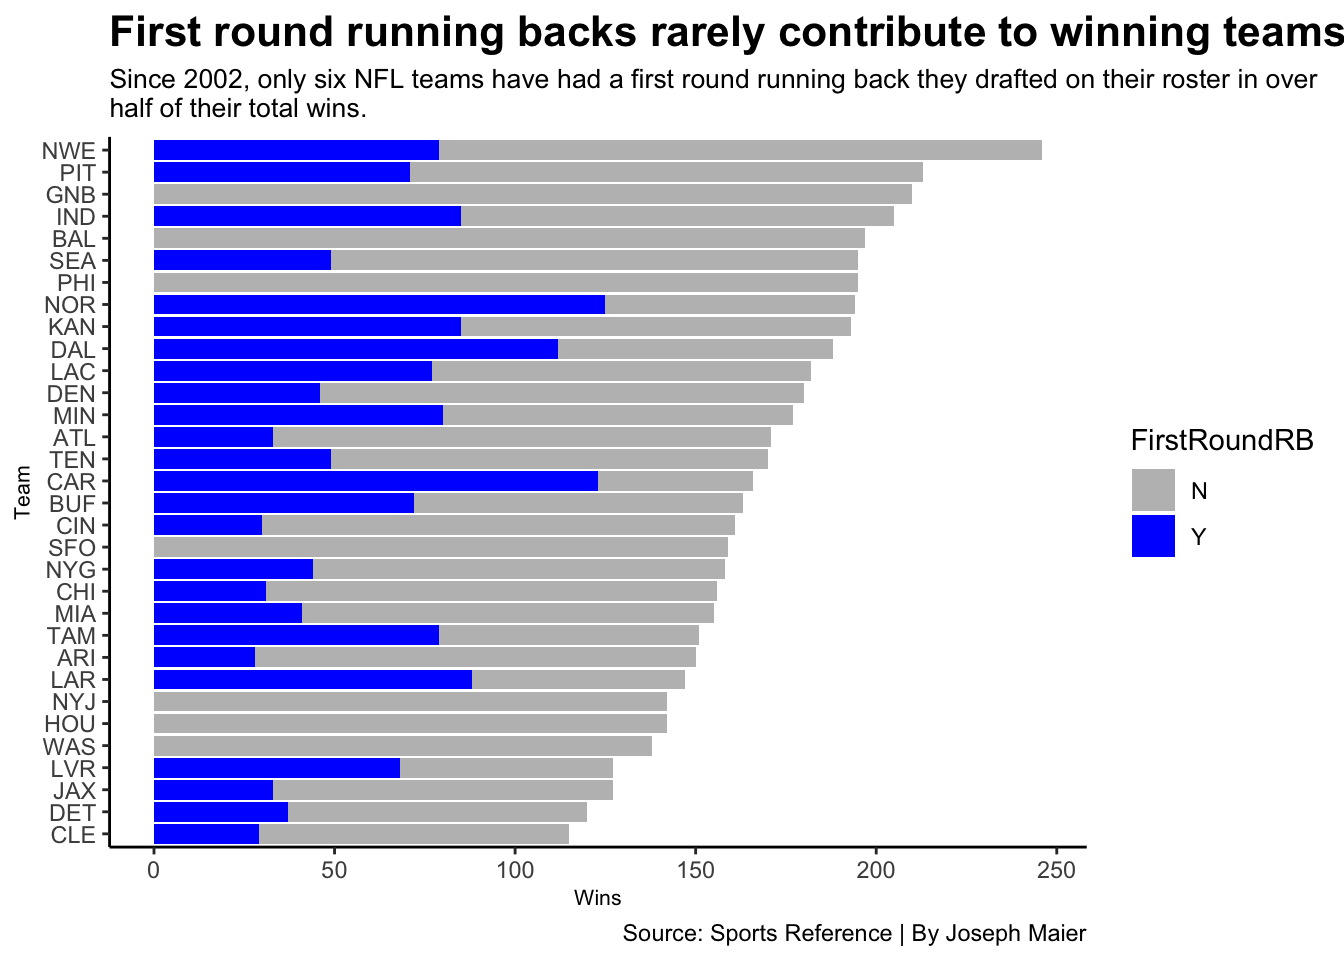 First round running backs rarely contribute to winning teams
Since 2002, only six NFL teams have had a first round running back they drafted on their roster in over
half of their total wins.
NWE
PIT
GNB
IND
BAL
SEA
PHI
NOR
KAN
DAL
LAC
DEN
MIN
ATL
TEN
CAR
BUF
CIN
SFO
NYG
CHI
MIA
TAM
ARI
LAR
NYJ
HOU
WAS
LVR
JAX
DET
CLE
Team
0 50 100 150 200 250
Wins
FirstRoundRB
N
Y
Source: Sports Reference | By Joseph Maier